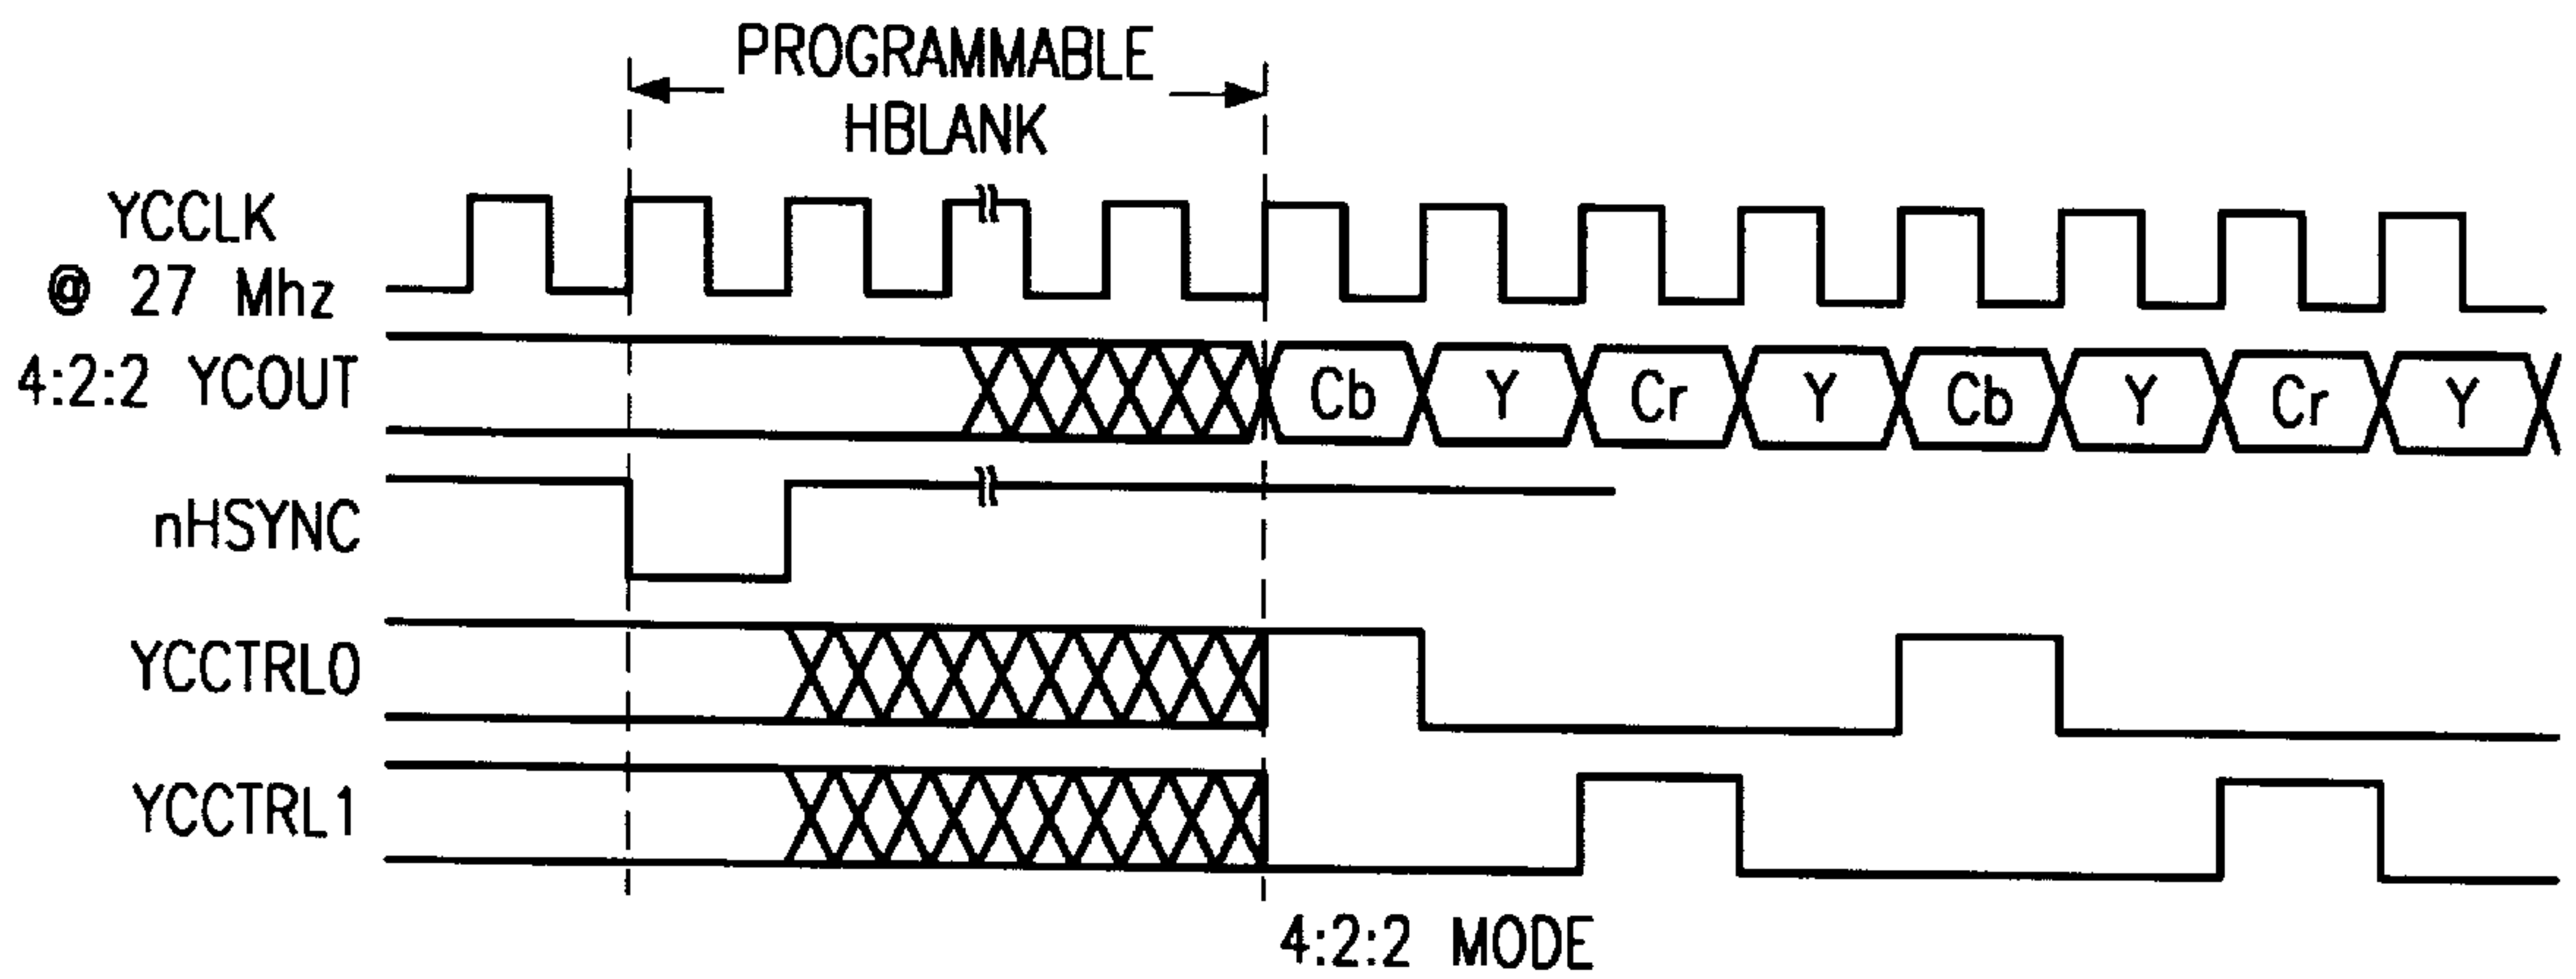 PROGRAMMABLE
HBLANK
YCCLK
@ 27 Mhz
4:2:2 YCOUT
Cb Y Cr Y Cb Y Cr Y
nHSYNC
YCCTRL0
YCCTRL1
4:2:2 MODE